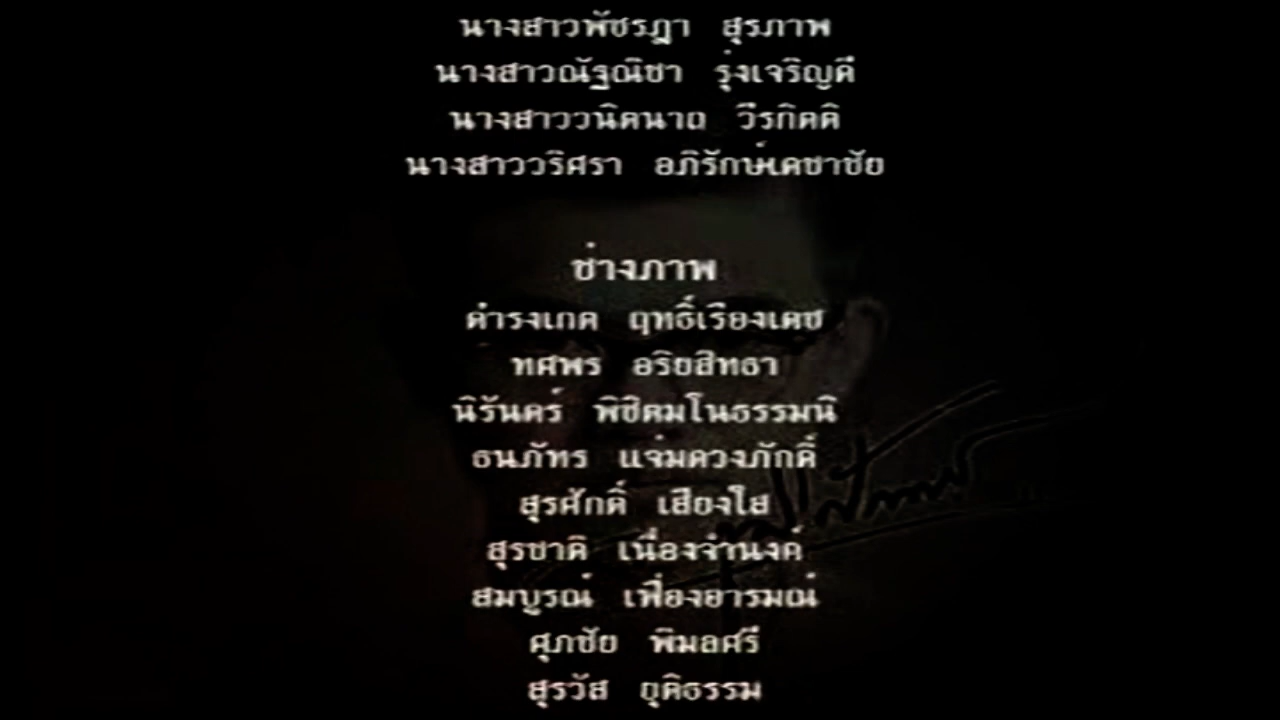 นางสาวพัชรฎา สุรภาพ
นางสาวณัฐณิชา รุ่งเจริญดี
นางสาววนิดนาถ วีรกิตติ
นางสาววริศรา อภิรักษ์เดชาชัย
ช่างภาพ
ดำรงเกต ฤทธิ์เรืองเดช
ทศพร อริยสิทธา
นิรันดร์ พิชิตมโนธรรมนิ
ธนภัทร แจ่มดวงภักดิ์
สุรศักดิ์ เสียงใส
สุรชาติ เนื่องจำนงค์
สมบูรณ์ เฟื่องอารมณ์
ศุภชัย พิมลศรี
สุรวัส ยุติธรรม